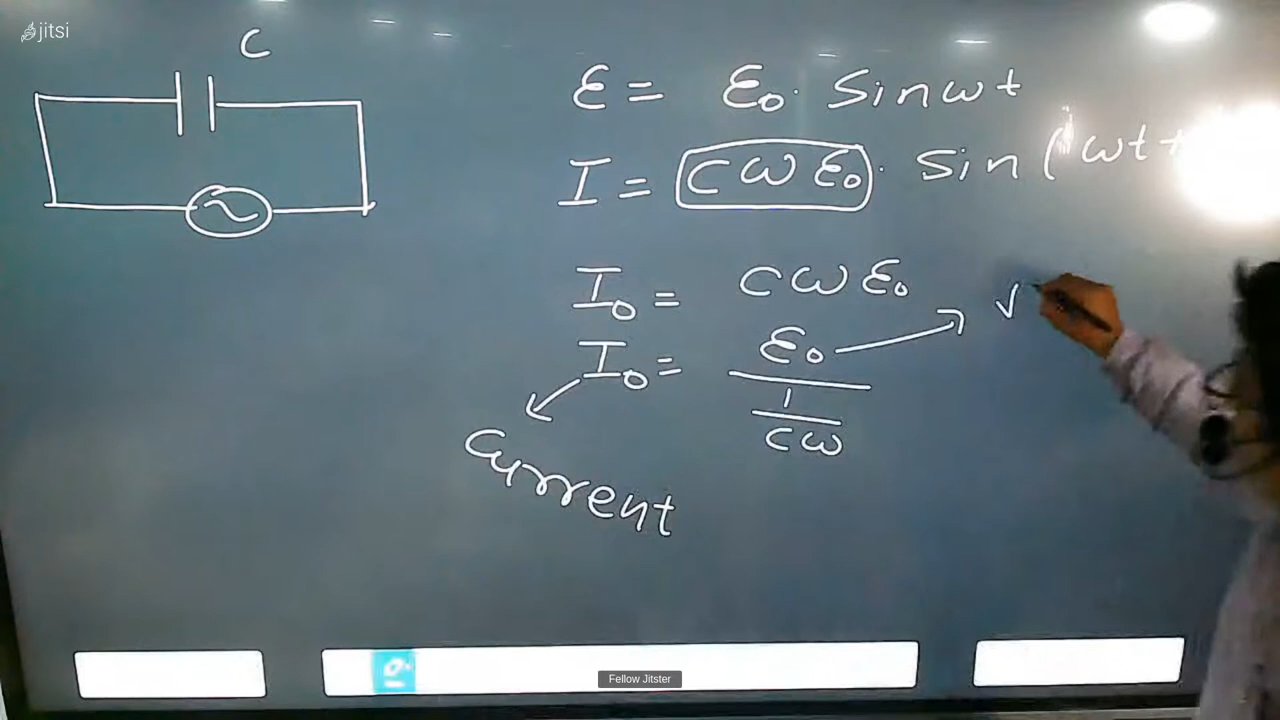 jitsi
C
ε = ε₀. sinωt
I = cωε₀. sin(ωt+
I₀ = cωε₀
I₀ = ε₀ / (1 / cω)
current
Fellow Jitster